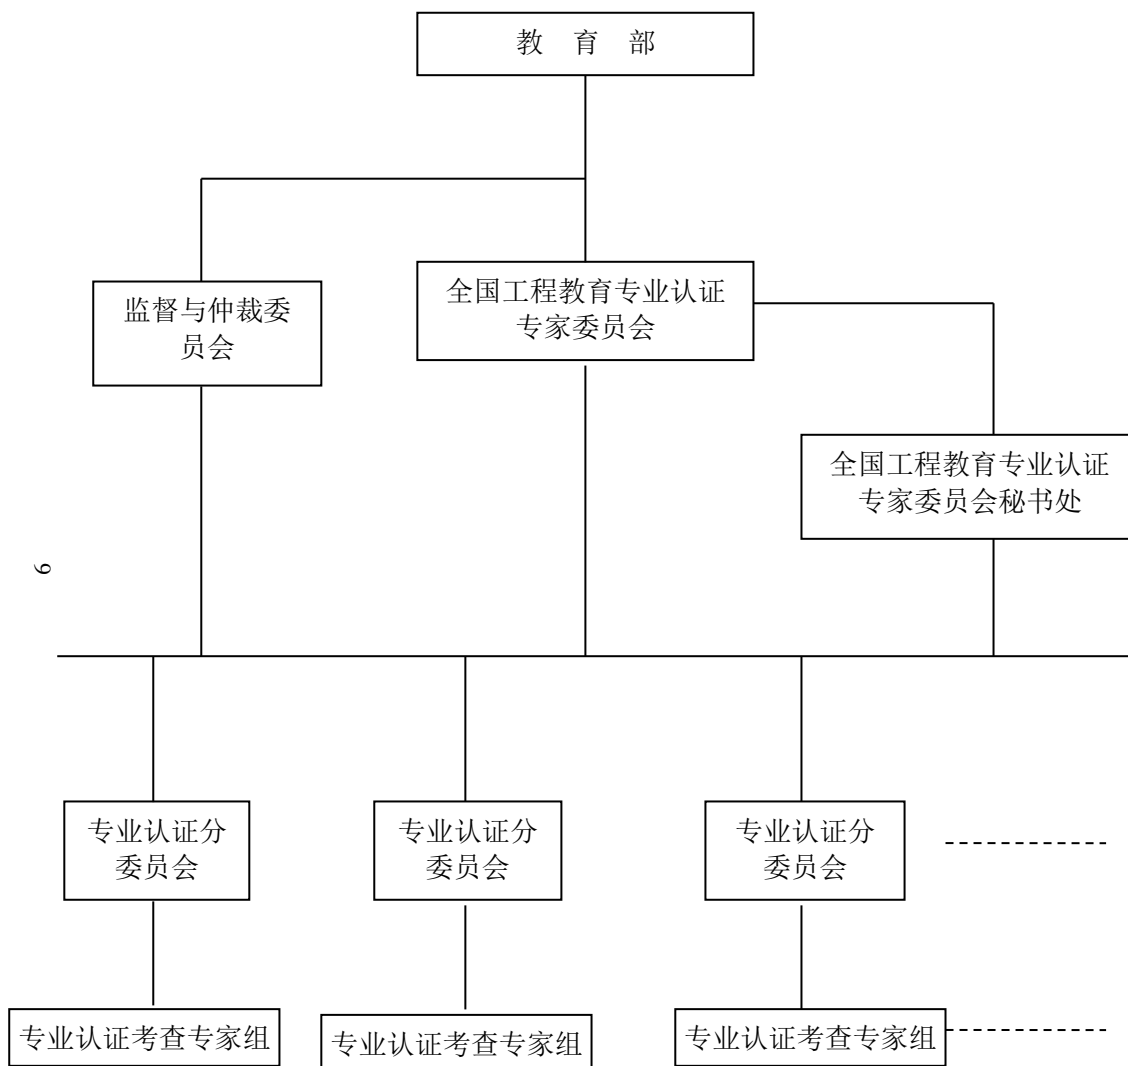 教 育 部
监督与仲裁委
员会
全国工程教育专业认证
专家委员会
全国工程教育专业认证
专家委员会秘书处
9
专业认证分
委员会
专业认证分
委员会
专业认证分
委员会
专业认证考查专家组
专业认证考查专家组
专业认证考查专家组